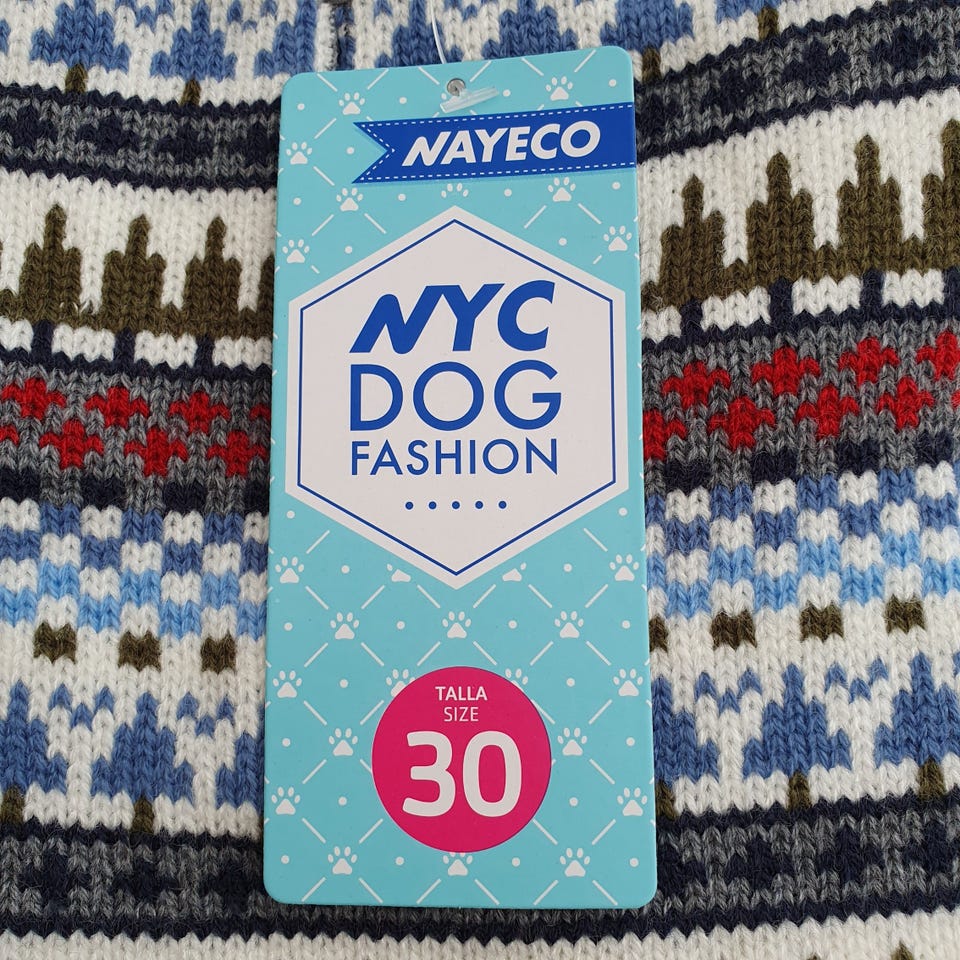 NAYECO
NYC
DOG
FASHION
TALLA
SIZE
30